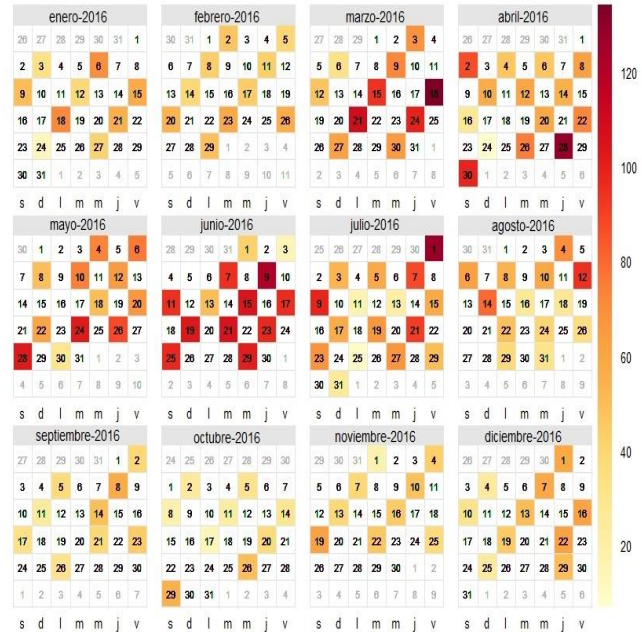 enero-2016
26 27 28 29 30 31 1
2 3 4 5 6 7 8
9 10 11 12 13 14 15
16 17 18 19 20 21 22
23 24 25 26 27 28 29
30 31 1 2 3 4 5
s d l m m j v
febrero-2016
30 31 1 2 3 4 5
6 7 8 9 10 11 12
13 14 15 16 17 18 19
20 21 22 23 24 25 26
27 28 29 1 2 3 4
5 6 7 8 9 10 11
s d l m m j v
marzo-2016
27 28 29 1 2 3 4
5 6 7 8 9 10 11
12 13 14 15 16 17 18
19 20 21 22 23 24 25
26 27 28 29 30 31 1
2 3 4 5 6 7 8
s d l m m j v
abril-2016
26 27 28 29 30 31 1
2 3 4 5 6 7 8
9 10 11 12 13 14 15
16 17 18 19 20 21 22
23 24 25 26 27 28 29
30 1 2 3 4 5 6
s d l m m j v
mayo-2016
30 1 2 3 4 5 6
7 8 9 10 11 12 13
14 15 16 17 18 19 20
21 22 23 24 25 26 27
28 29 30 31 1 2 3
4 5 6 7 8 9 10
s d l m m j v
junio-2016
28 29 30 31 1 2 3
4 5 6 7 8 9 10
11 12 13 14 15 16 17
18 19 20 21 22 23 24
25 26 27 28 29 30 1
2 3 4 5 6 7 8
s d l m m j v
julio-2016
25 26 27 28 29 30 1
2 3 4 5 6 7 8
9 10 11 12 13 14 15
16 17 18 19 20 21 22
23 24 25 26 27 28 29
30 31 1 2 3 4 5
s d l m m j v
agosto-2016
30 31 1 2 3 4 5
6 7 8 9 10 11 12
13 14 15 16 17 18 19
20 21 22 23 24 25 26
27 28 29 30 31 1 2
3 4 5 6 7 8 9
s d l m m j v
septiembre-2016
27 28 29 30 31 1 2
3 4 5 6 7 8 9
10 11 12 13 14 15 16
17 18 19 20 21 22 23
24 25 26 27 28 29 30
1 2 3 4 5 6 7
s d l m m j v
octubre-2016
24 25 26 27 28 29 30
1 2 3 4 5 6 7
8 9 10 11 12 13 14
15 16 17 18 19 20 21
22 23 24 25 26 27 28
29 30 31 1 2 3 4
s d l m m j v
noviembre-2016
29 30 31 1 2 3 4
5 6 7 8 9 10 11
12 13 14 15 16 17 18
19 20 21 22 23 24 25
26 27 28 29 30 1 2
3 4 5 6 7 8 9
s d l m m j v
diciembre-2016
26 27 28 29 30 1 2
3 4 5 6 7 8 9
10 11 12 13 14 15 16
17 18 19 20 21 22 23
24 25 26 27 28 29 30
31 1 2 3 4 5 6
s d l m m j v
120
100
80
60
40
20